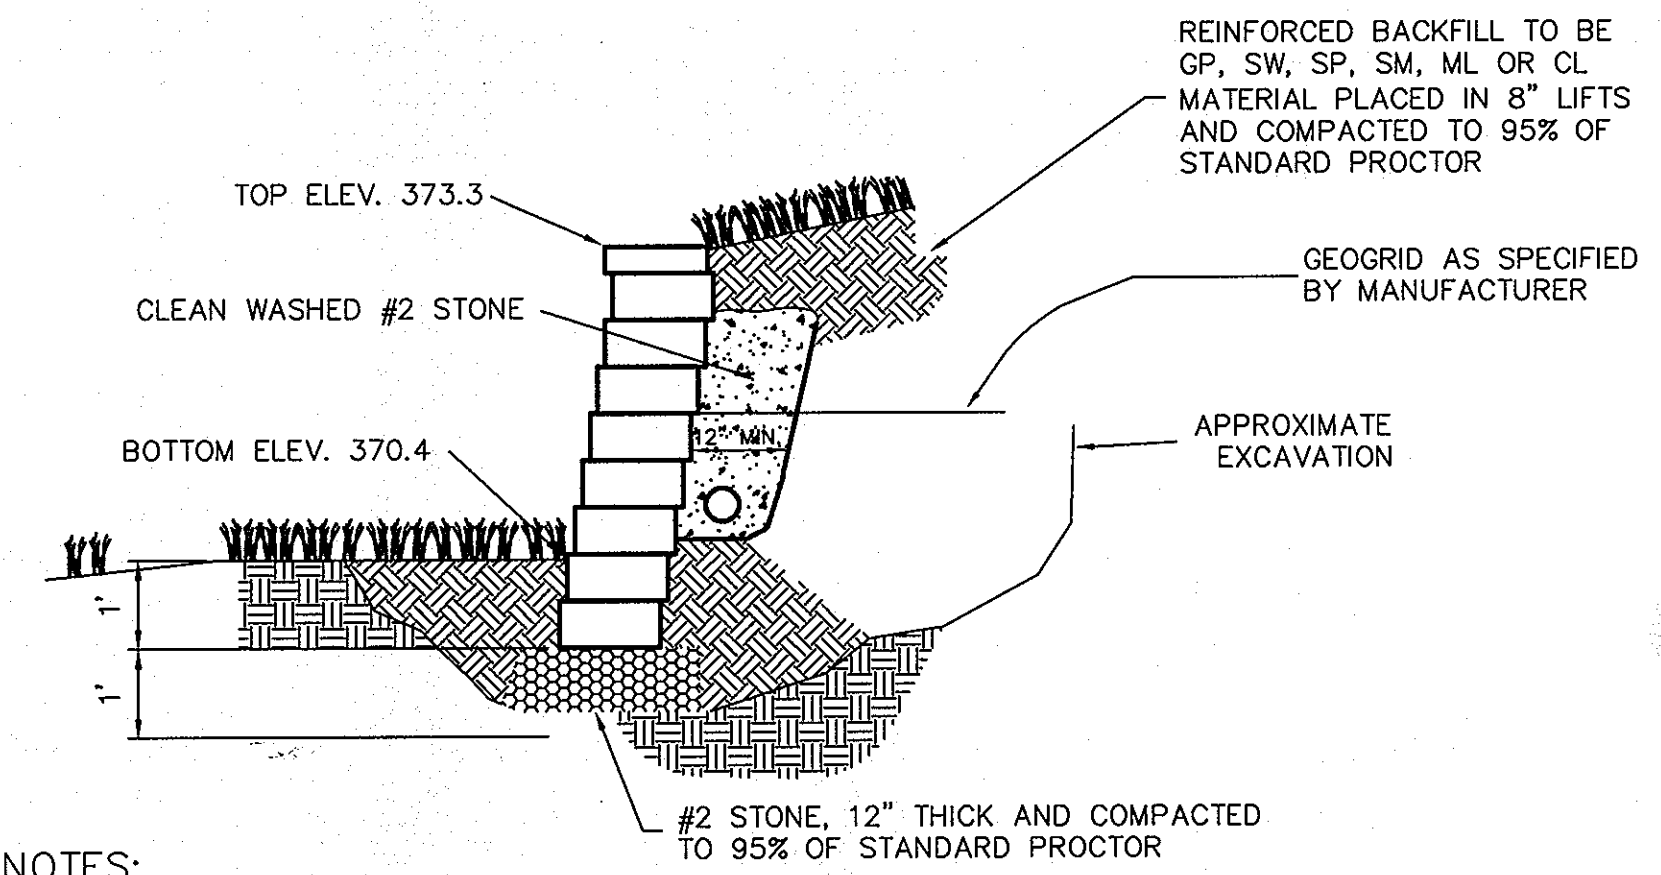 REINFORCED BACKFILL TO BE
GP, SW, SP, SM, ML OR CL
MATERIAL PLACED IN 8" LIFTS
AND COMPACTED TO 95% OF
STANDARD PROCTOR
TOP ELEV. 373.3
GEOGRID AS SPECIFIED
BY MANUFACTURER
CLEAN WASHED #2 STONE
APPROXIMATE
EXCAVATION
12" MIN.
BOTTOM ELEV. 370.4
1'
1'
#2 STONE, 12" THICK AND COMPACTED
TO 95% OF STANDARD PROCTOR
NOTES: